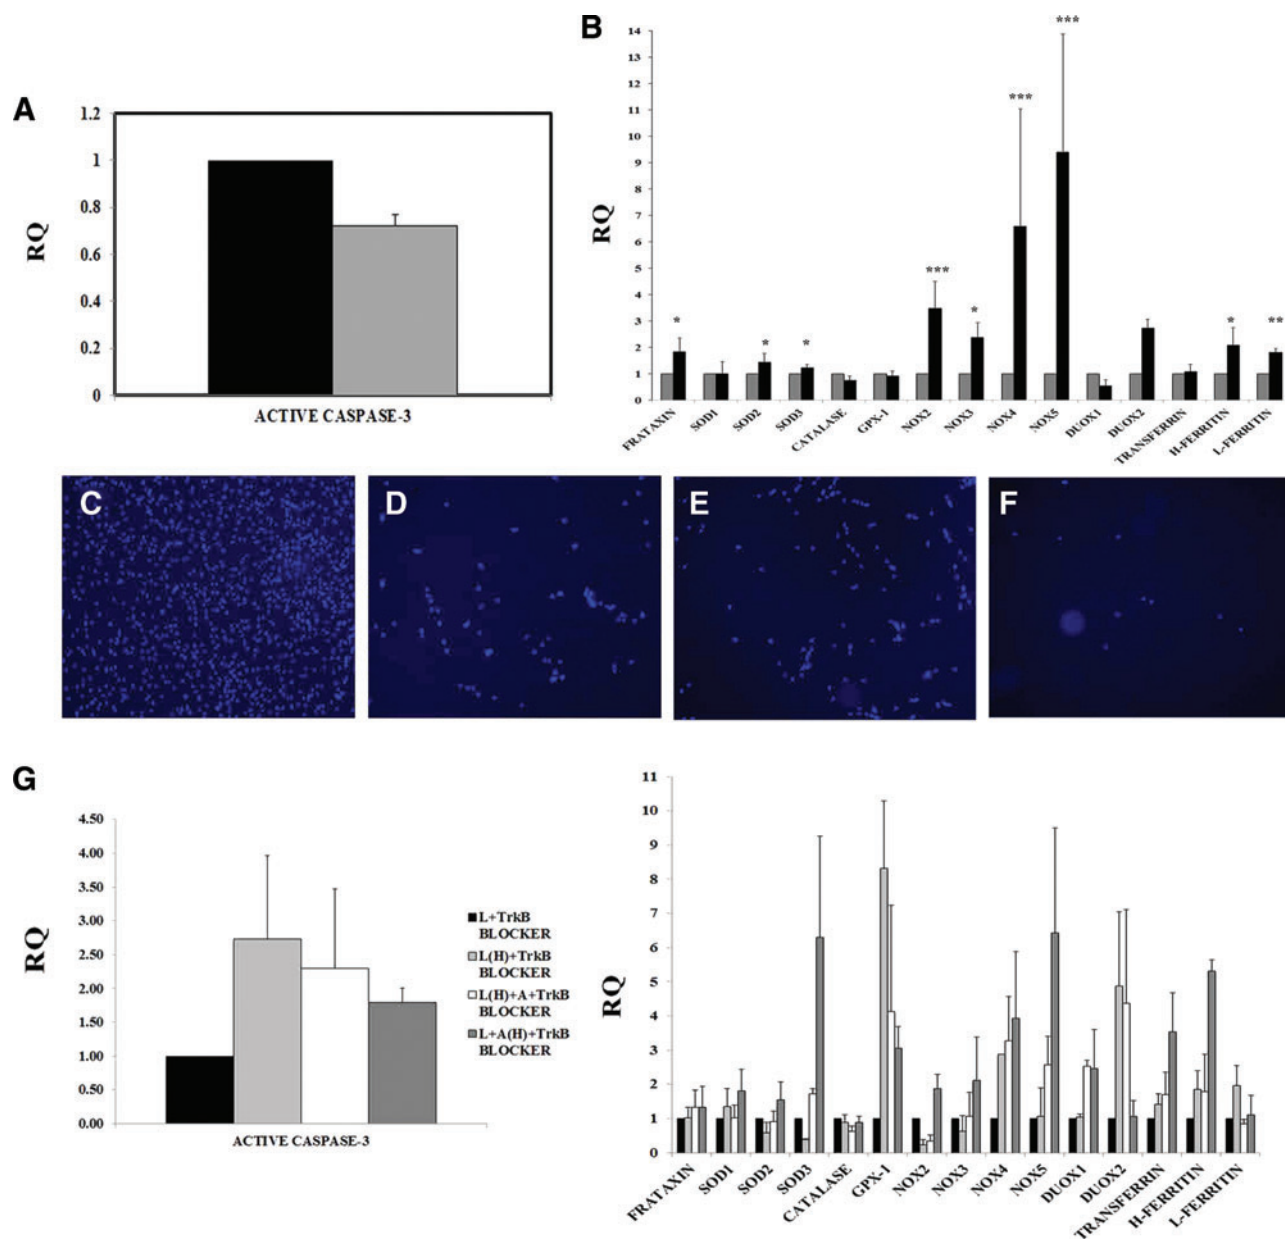 A
RQ
1.2
1
0.8
0.6
0.4
0.2
0
ACTIVE CASPASE-3
B
RQ
14
13
12
11
10
9
8
7
6
5
4
3
2
1
0
* * * *** * *** *** * **
FRATAXIN SOD1 SOD2 SOD3 CATALASE GPX-1 NOX2 NOX3 NOX4 NOX5 DUOX1 DUOX2 TRANSFERRIN H-FERRITIN L-FERRITIN
C D E F
G
RQ
4.50
4.00
3.50
3.00
2.50
2.00
1.50
1.00
0.50
0.00
ACTIVE CASPASE-3
L+TrkB
BLOCKER
L(H)+TrkB
BLOCKER
L(H)+A+TrkB
BLOCKER
L+A(H)+TrkB
BLOCKER
RQ
11
10
9
8
7
6
5
4
3
2
1
0
FRATAXIN SOD1 SOD2 SOD3 CATALASE GPX-1 NOX2 NOX3 NOX4 NOX5 DUOX1 DUOX2 TRANSFERRIN H-FERRITIN L-FERRITIN